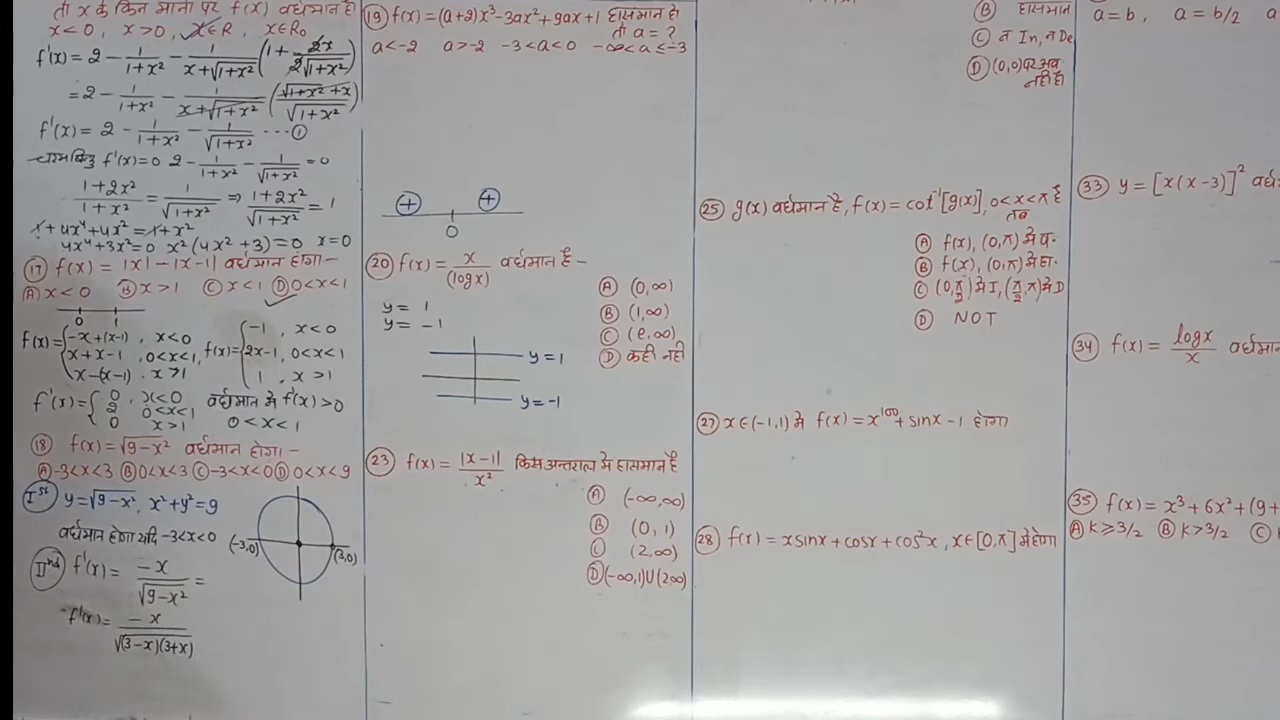 तो x के किन मानो पर f(x) वर्धमान है
x<0, x>0, x∈R, x∈R₀
f'(x) = 2 - 1/(1+x²) - 1/(x+√(1+x²)) (1 + 2x/(2√(1+x²)))
= 2 - 1/(1+x²) - 1/(x+√(1+x²)) ((√(1+x²)+x)/√(1+x²))
f'(x) = 2 - 1/(1+x²) - 1/√(1+x²) ---①
चरम बिन्दु f'(x)=0 2 - 1/(1+x²) - 1/√(1+x²) = 0
(1+2x²)/(1+x²) = 1/√(1+x²) ⇒ (1+2x²)/√(1+x²) = 1
1+4x⁴+4x²=1+x²
4x⁴+3x²=0 x²(4x²+3)=0 x=0
⑰ f(x) = |x|-|x-1| वर्धमान होगा-
Ⓐ x<0 Ⓑ x>1 Ⓒ x<1 Ⓓ 0<x<1
0 1
f(x)={-x+(x-1), x<0
x+x-1, 0<x<1,
x-(x-1). x>1
f(x)={-1, x<0
2x-1, 0<x<1
1. x>1
f'(x)={0, x<0 वर्धमान मे f'(x)>0
2 0<x<1
0 x>1 0<x<1
⑱ f(x)=√(9-x²) वर्धमान होगा-
Ⓐ -3<x<3 Ⓑ 0<x<3 Ⓒ -3<x<0 Ⓓ 0<x<9
Ist y=√(9-x²), x²+y²=9
वर्धमान होगा यदि -3<x<0
(-3,0) (3,0)
IInd f'(x) = -x/√(9-x²) =
f'(x) = -x/√((3-x)(3+x))
⑲ f(x)=(a+2)x³-3ax²+9ax+1 हासमान हो
तो a = ?
a<-2 a>-2 -3<a<0 -∞<a<-3
+ +
0
⑳ f(x)= x/(logx) वर्धमान है-
Ⓐ (0,∞)
Ⓑ (1,∞)
Ⓒ (e,∞)
Ⓓ कही नही
y = 1
y = -1
y=1
y=-1
㉓ f(x)= |x-1|/x² किस अन्तराल मे हासमान है
Ⓐ (-∞,∞)
Ⓑ (0,1)
C (2,∞)
Ⓓ (-∞,1)∪(2,∞)
㉕ g(x) वर्धमान है, f(x)=cot⁻¹[g(x)], 0<x<π है
तब
Ⓐ f(x), (0,π) मे व.
Ⓑ f(x), (0,π) मे हा.
Ⓒ (0,π/2) मे I, (π/2,π) मे D
Ⓓ NOT
㉗ x∈(-1,1) मे f(x)=x¹⁰⁰+sinx-1 होगा
㉘ f(x)=xsinx+cosx+cos²x, x∈[0,π] मे होगा
Ⓑ हासमान
Ⓒ न In, न De
Ⓓ (0,0) पर
नही है
a=b, a=b/2
㉝ y=[x(x-3)]²
㉞ f(x)= logx/x
㉟ f(x)=x³+6x²+(9+
Ⓐ K≥3/2 Ⓑ K>3/2 Ⓒ